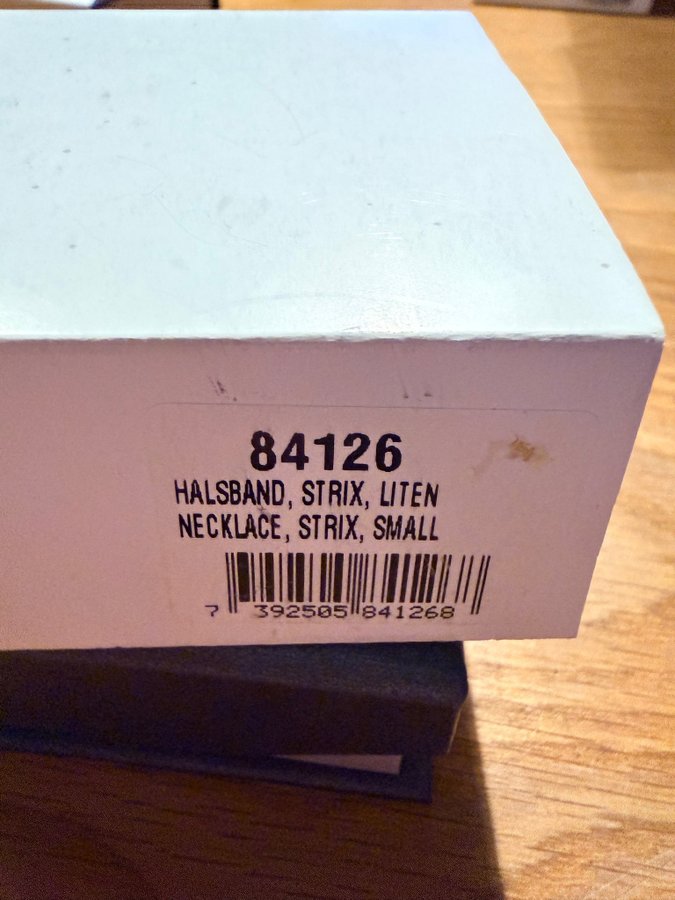 84126
HALSBAND, STRIX, LITEN
NECKLACE, STRIX, SMALL
7 392505 841268